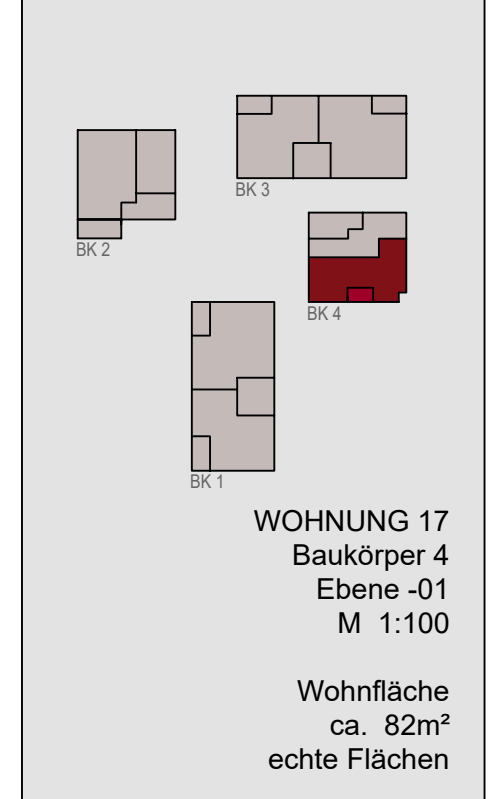 BK 3
BK 2
BK 4
BK 1
WOHNUNG 17
Baukörper 4
Ebene -01
M 1:100
Wohnfläche
ca. 82m²
echte Flächen